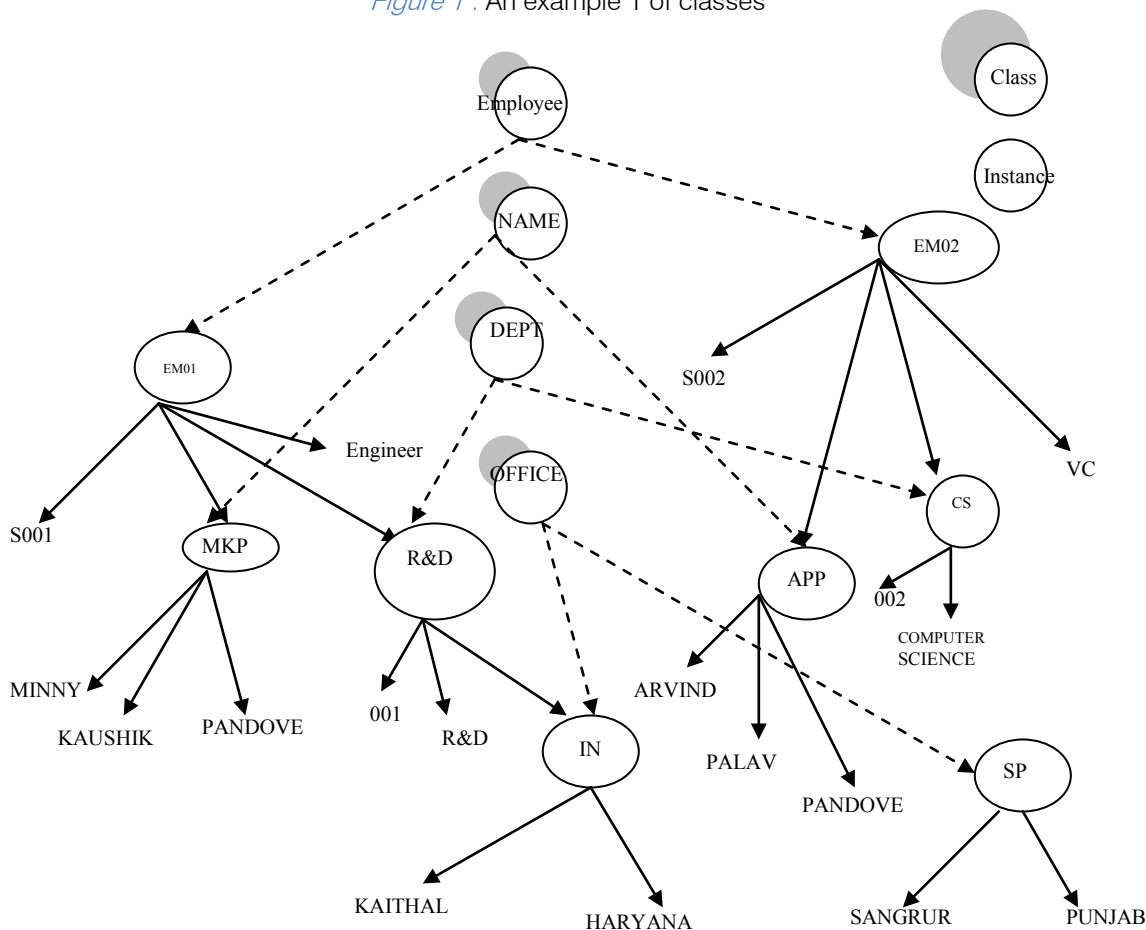 Figure 1 : An example 1 of classes
Class
Employee
Instance
NAME
EM02
DEPT
EM01
S002
Engineer
VC
OFFICE
CS
S001
MKP
R&D
APP
002
COMPUTER
SCIENCE
MINNY
ARVIND
001
KAUSHIK
PANDOVE
R&D
IN
PALAV
SP
PANDOVE
KAITHAL
HARYANA
SANGRUR
PUNJAB